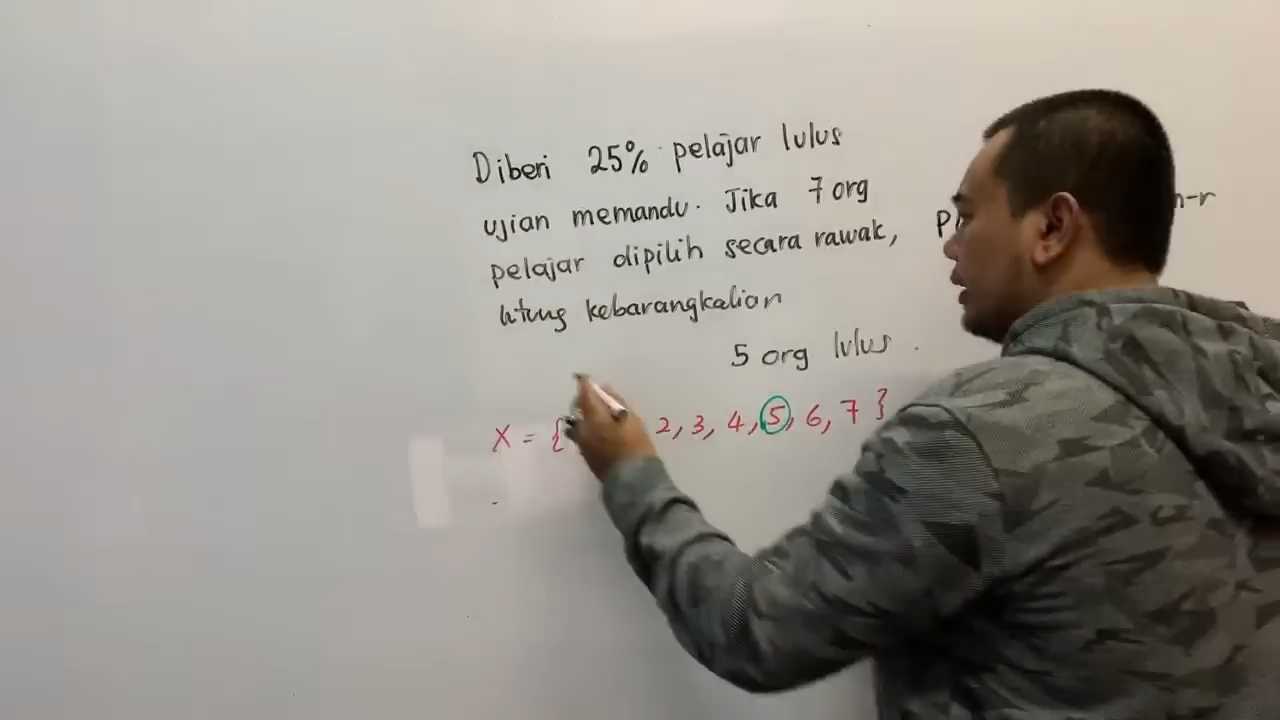 Diberi 25% pelajar lulus
ujian memandu. Jika 7 org
pelajar dipilih secara rawak,
hitung kebarangkalian
5 org lulus.
X = { 2, 3, 4, 5, 6, 7 }
P n-r